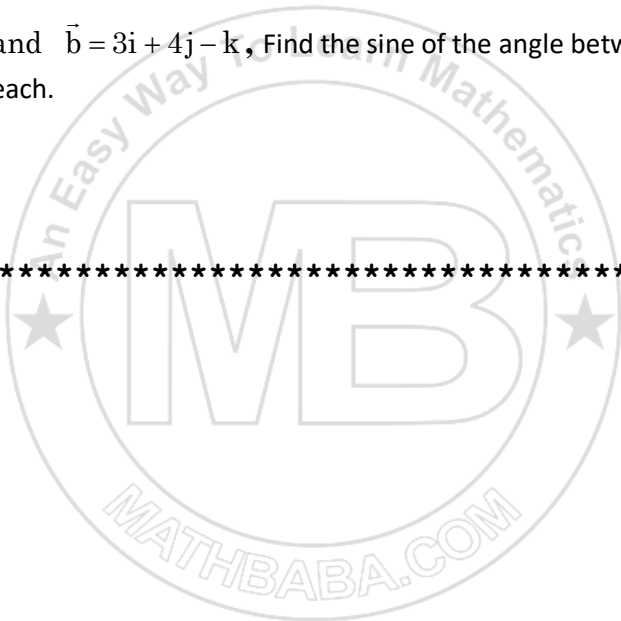 and b⃗ = 3i + 4j − k, Find the sine of the angle betw
each.
An Easy Way To Learn Mathematics
*********************************
MB
MATHBABA.COM